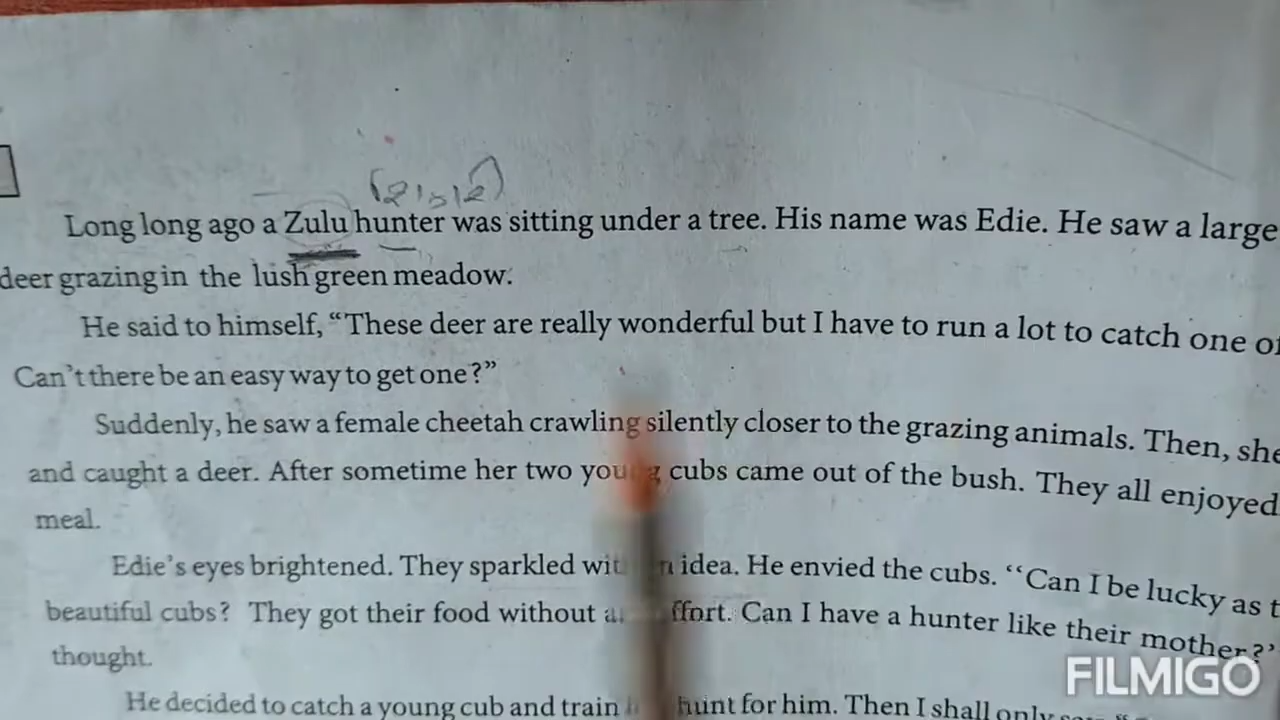 Long long ago a Zulu hunter was sitting under a tree. His name was Edie. He saw a large
deer grazing in the lush green meadow.
He said to himself, “These deer are really wonderful but I have to run a lot to catch one of
Can't there be an easy way to get one?”
Suddenly, he saw a female cheetah crawling silently closer to the grazing animals. Then, she
and caught a deer. After sometime her two young cubs came out of the bush. They all enjoyed
meal.
Edie's eyes brightened. They sparkled with idea. He envied the cubs. “Can I be lucky as
beautiful cubs? They got their food without effort. Can I have a hunter like their mother?”
thought.
He decided to catch a young cub and train hunt for him. Then I shall only
FILMIGO